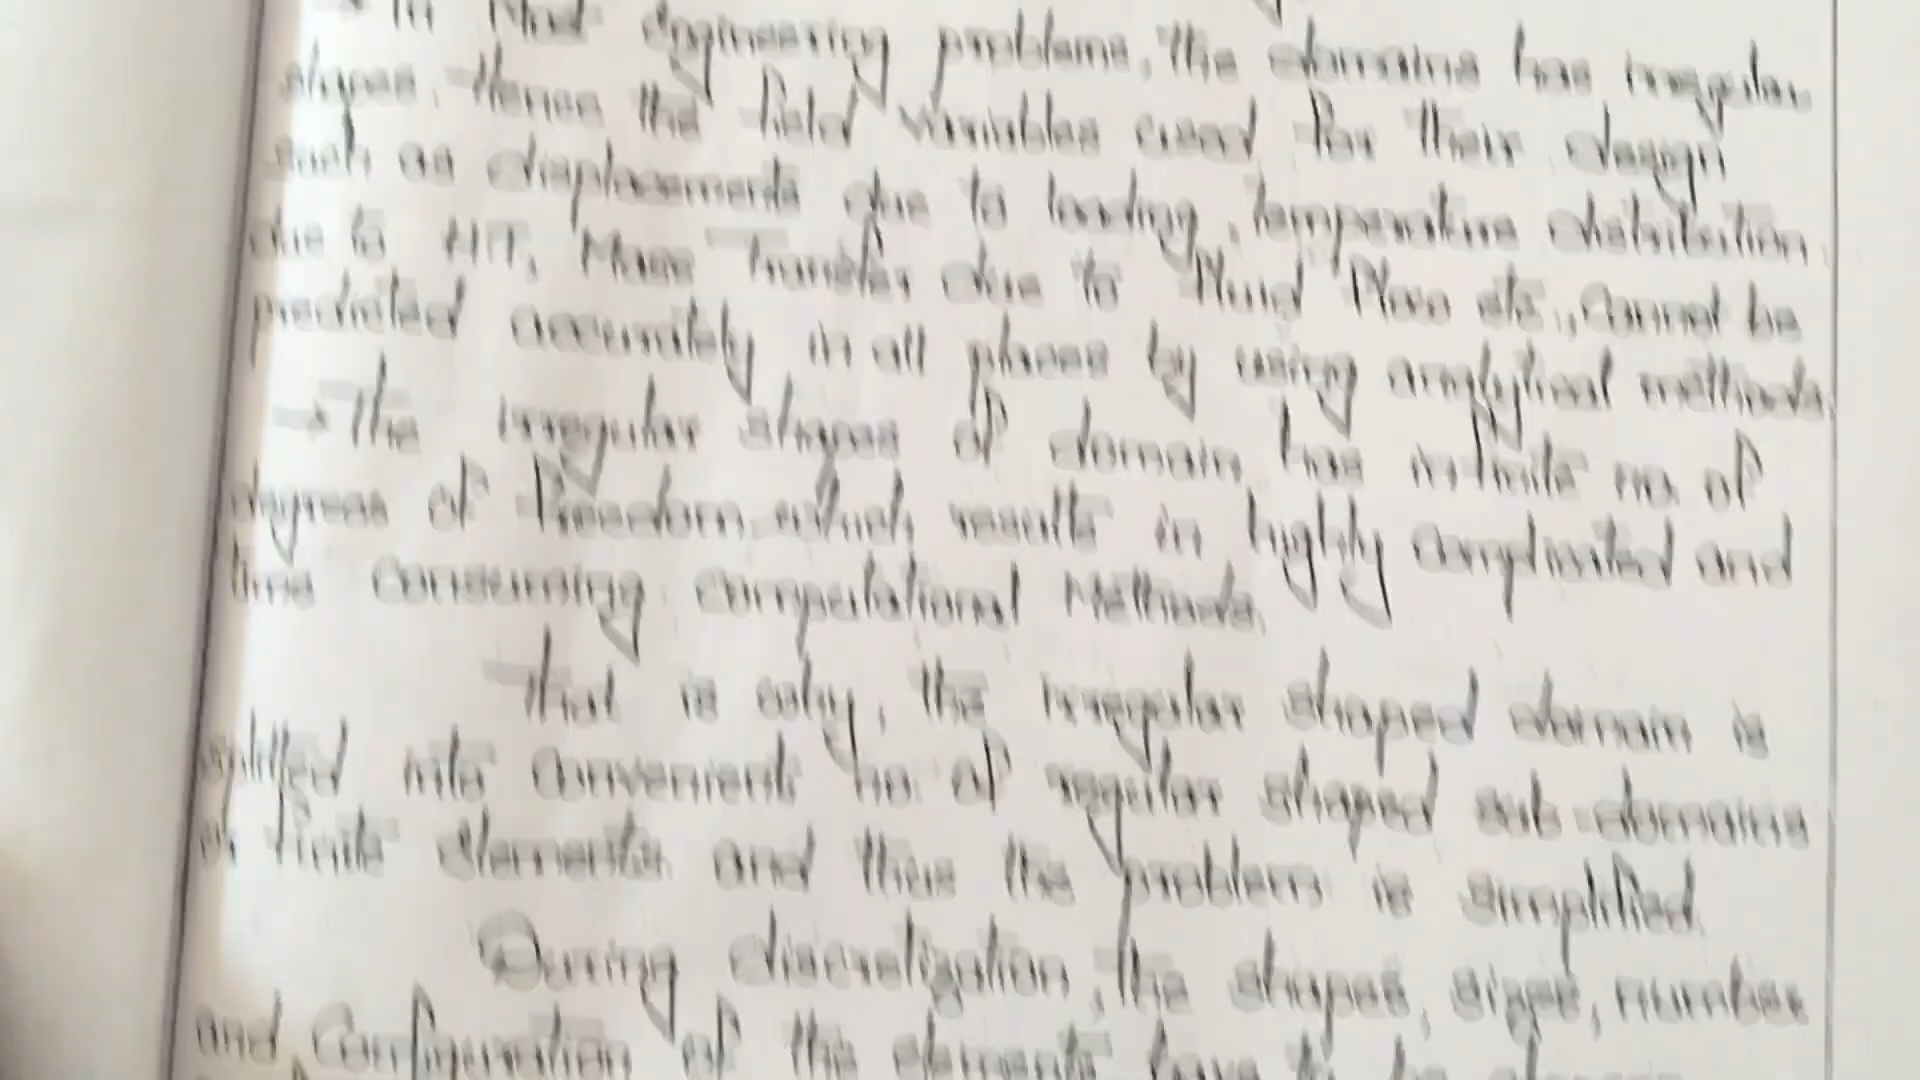 → In Most engineering problems, the domains has irregular
shapes. Hence the field variables used for their design
such as displacements due to loading, temperature distribution
due to HT, Mass Transfer due to fluid flow etc., cannot be
predicted accurately in all places by using analytical methods.
→ The irregular shapes of domain has infinite no. of
degrees of freedom which results in highly complicated and
time consuming computational Methods.
That is why, the irregular shaped domain is
splitted into convenient no. of regular shaped sub-domains
or finite elements and thus the problem is simplified.
During discretization, the shapes, sizes, number
and configuration of the elements have to be